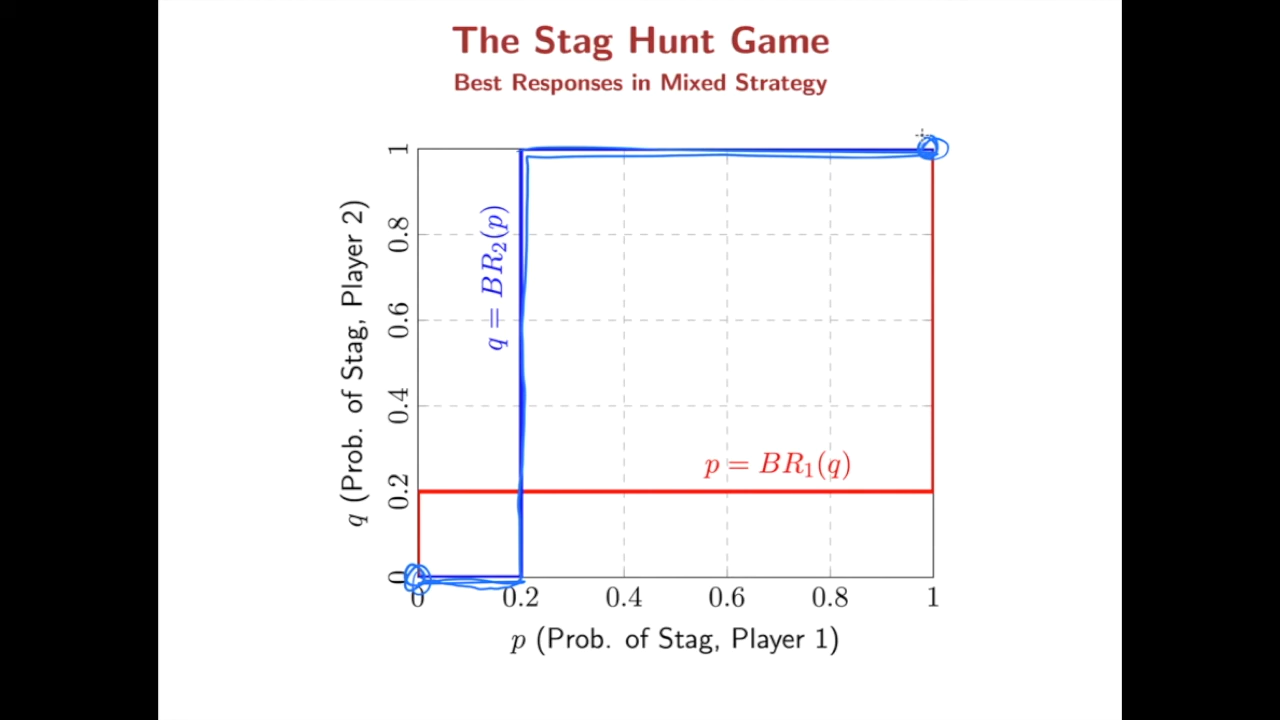 The Stag Hunt Game
Best Responses in Mixed Strategy
1
0.8
0.6
0.4
0.2
0
q (Prob. of Stag, Player 2)
q = BR₂(p)
p = BR₁(q)
0
0.2
0.4
0.6
0.8
1
p (Prob. of Stag, Player 1)